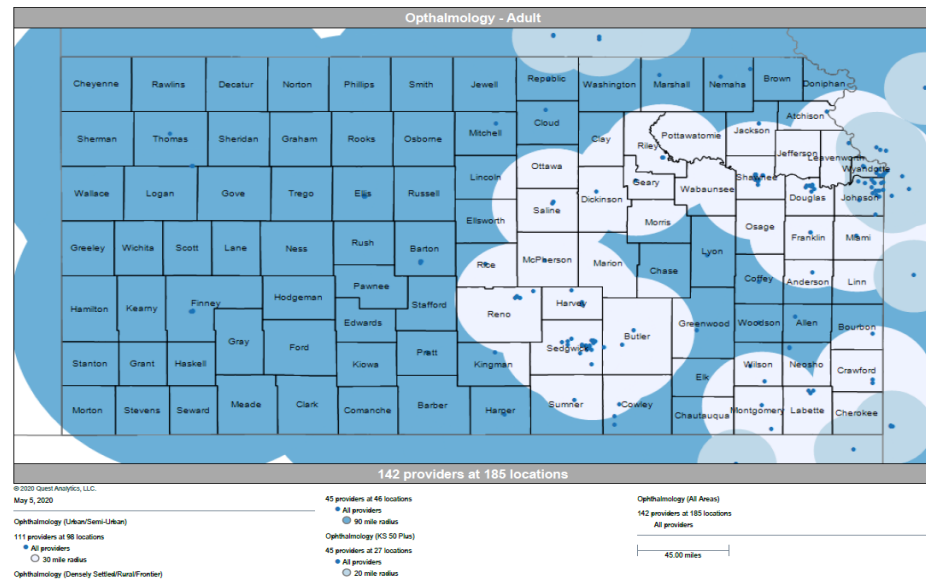 Opthalmology - Adult
Cheyenne Rawlins Decatur Norton Phillips Smith Jewell Republic Washington Marshall Nemaha Brown Doniphan
Sherman Thomas Sheridan Graham Rooks Osborne Mitchell Cloud Clay Riley Pottawatomie Jackson Atchison
Jefferson Leavenworth
Wallace Logan Gove Trego Ellis Russell Lincoln Ottawa Geary Wabaunsee Shawnee Wyandotte
Saline Dickinson Douglas Johnson
Ellsworth Morris Osage
Greeley Wichita Scott Lane Ness Rush Barton Rice McPherson Marion Chase Lyon Franklin Miami
Hamilton Kearny Finney Hodgeman Pawnee Stafford Reno Harvey Coffey Anderson Linn
Gray Ford Edwards Sedgwick Butler Greenwood Woodson Allen Bourbon
Stanton Grant Haskell Kiowa Pratt Kingman Elk Wilson Neosho Crawford
Morton Stevens Seward Meade Clark Comanche Barber Harper Sumner Cowley Chautauqua Montgomery Labette Cherokee
142 providers at 185 locations
© 2020 Quest Analytics, LLC.
May 5, 2020
Ophthalmology (Urban/Semi-Urban)
111 providers at 98 locations
All providers
30 mile radius
Ophthalmology (Densely Settled/Rural/Frontier)
45 providers at 46 locations
All providers
90 mile radius
Ophthalmology (KS 50 Plus)
45 providers at 27 locations
All providers
20 mile radius
Ophthalmology (All Areas)
142 providers at 185 locations
All providers
45.00 miles